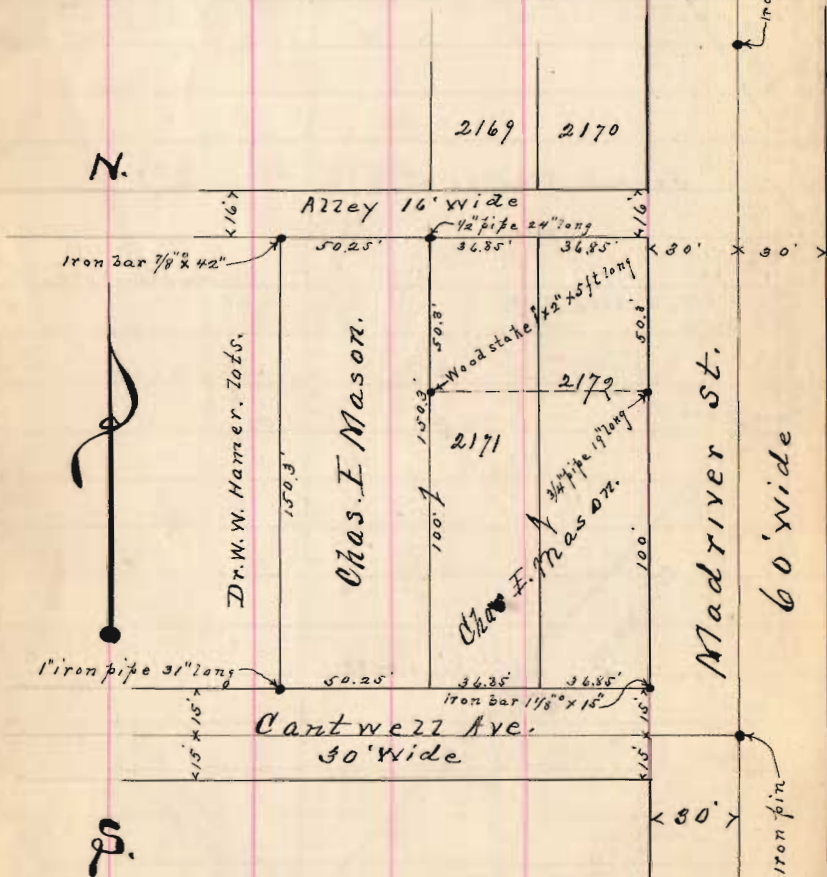 2169
2170
N.
Alley 16' wide
16'
16'
1/2" pipe 24" long
Iron bar 7/8" x 42"
50.25'
36.85'
36.85'
30'
30'
Wood stake 1" x 2" x 5 ft long
50.3'
50.3'
Dr. W. W. Hamer. Lots.
Chas. E Mason.
150.3'
150.3'
2172
2171
3/4" pipe 19" long
100'
100'
Chas E. Mason.
Madriver St.
60' Wide
1" iron pipe 31" long
50.25'
36.85'
36.85'
iron bar 1 1/8" x 15"
Cantwell Ave.
30' Wide
15' x 15'
15' x 15'
S.
30'
iron pin